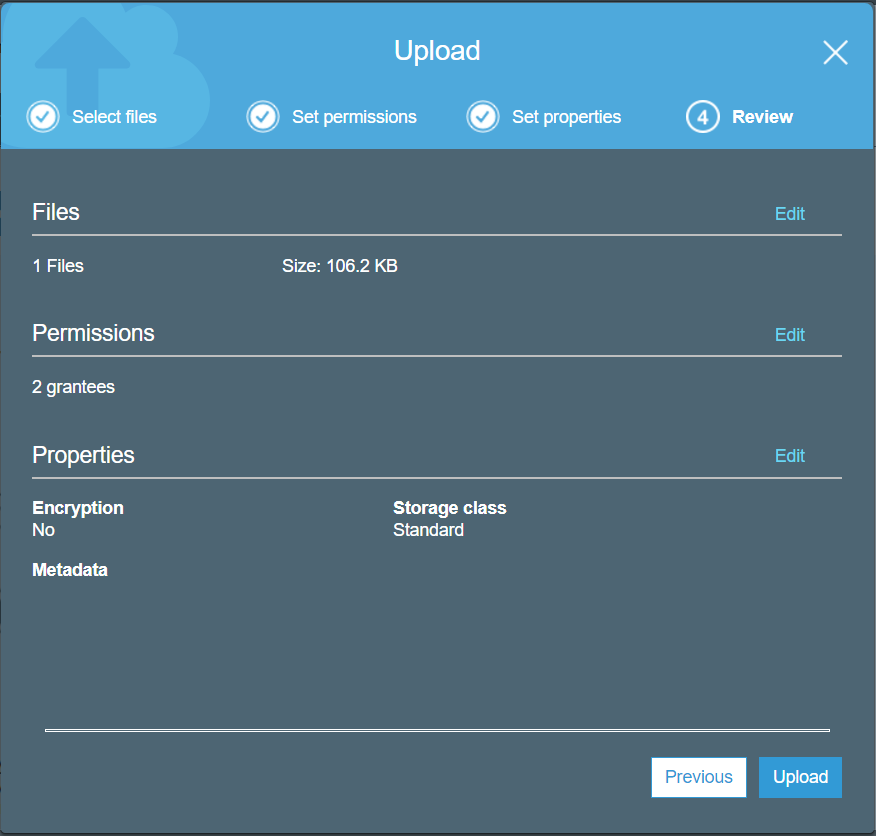 Upload
Select files
Set permissions
Set properties
4 Review
Files Edit
1 Files Size: 106.2 KB
Permissions Edit
2 grantees
Properties Edit
Encryption Storage class
No Standard
Metadata
Previous Upload